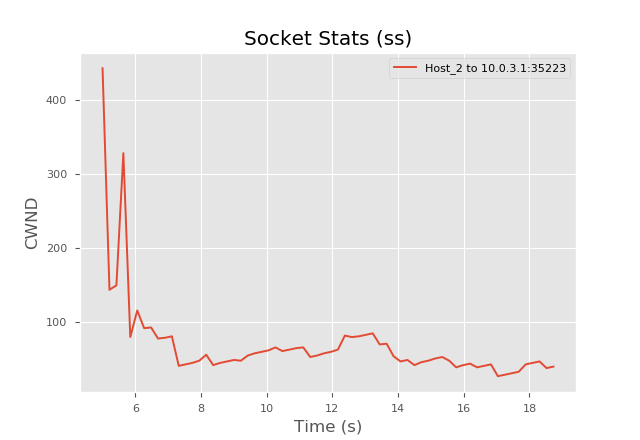 Socket Stats (ss)
Host_2 to 10.0.3.1:35223
CWND
400
300
200
100
6 8 10 12 14 16 18
Time (s)